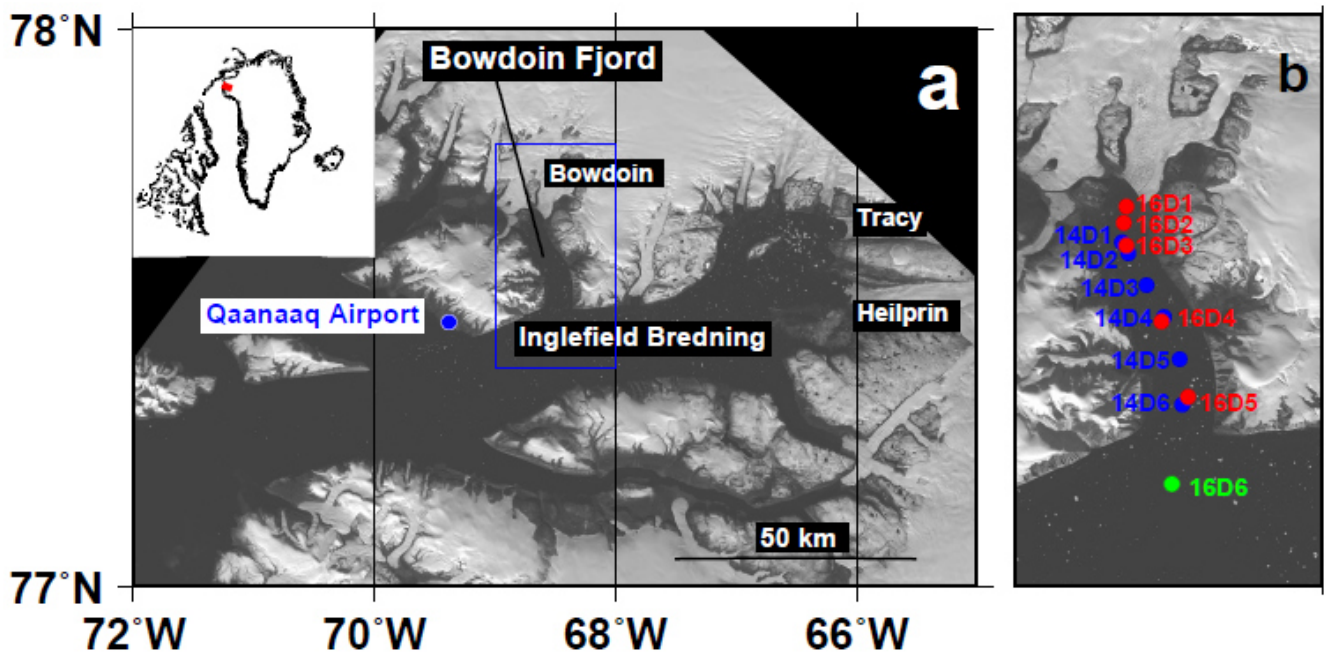 78°N
Bowdoin Fjord
a
Bowdoin
Tracy
Qaanaaq Airport
Heilprin
Inglefield Bredning
50 km
77°N
72°W
70°W
68°W
66°W
b
16D1
16D2
14D1
16D3
14D2
14D3
14D4
16D4
14D5
14D6
16D5
16D6